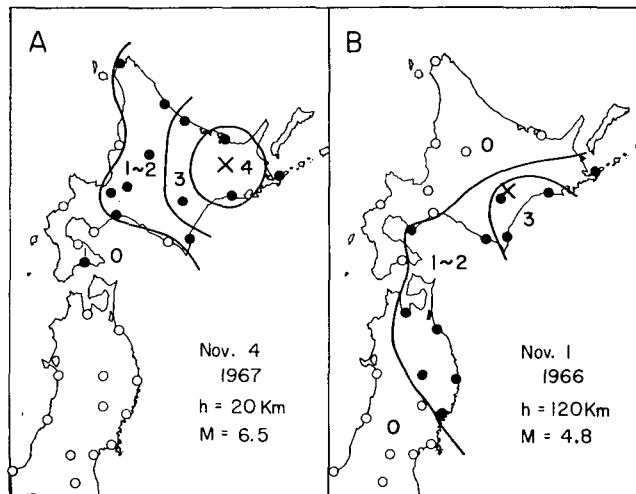 A
1~2
3
4
0
Nov. 4
1967
h = 20 Km
M = 6.5
B
0
3
1~2
0
Nov. 1
1966
h = 120 Km
M = 4.8